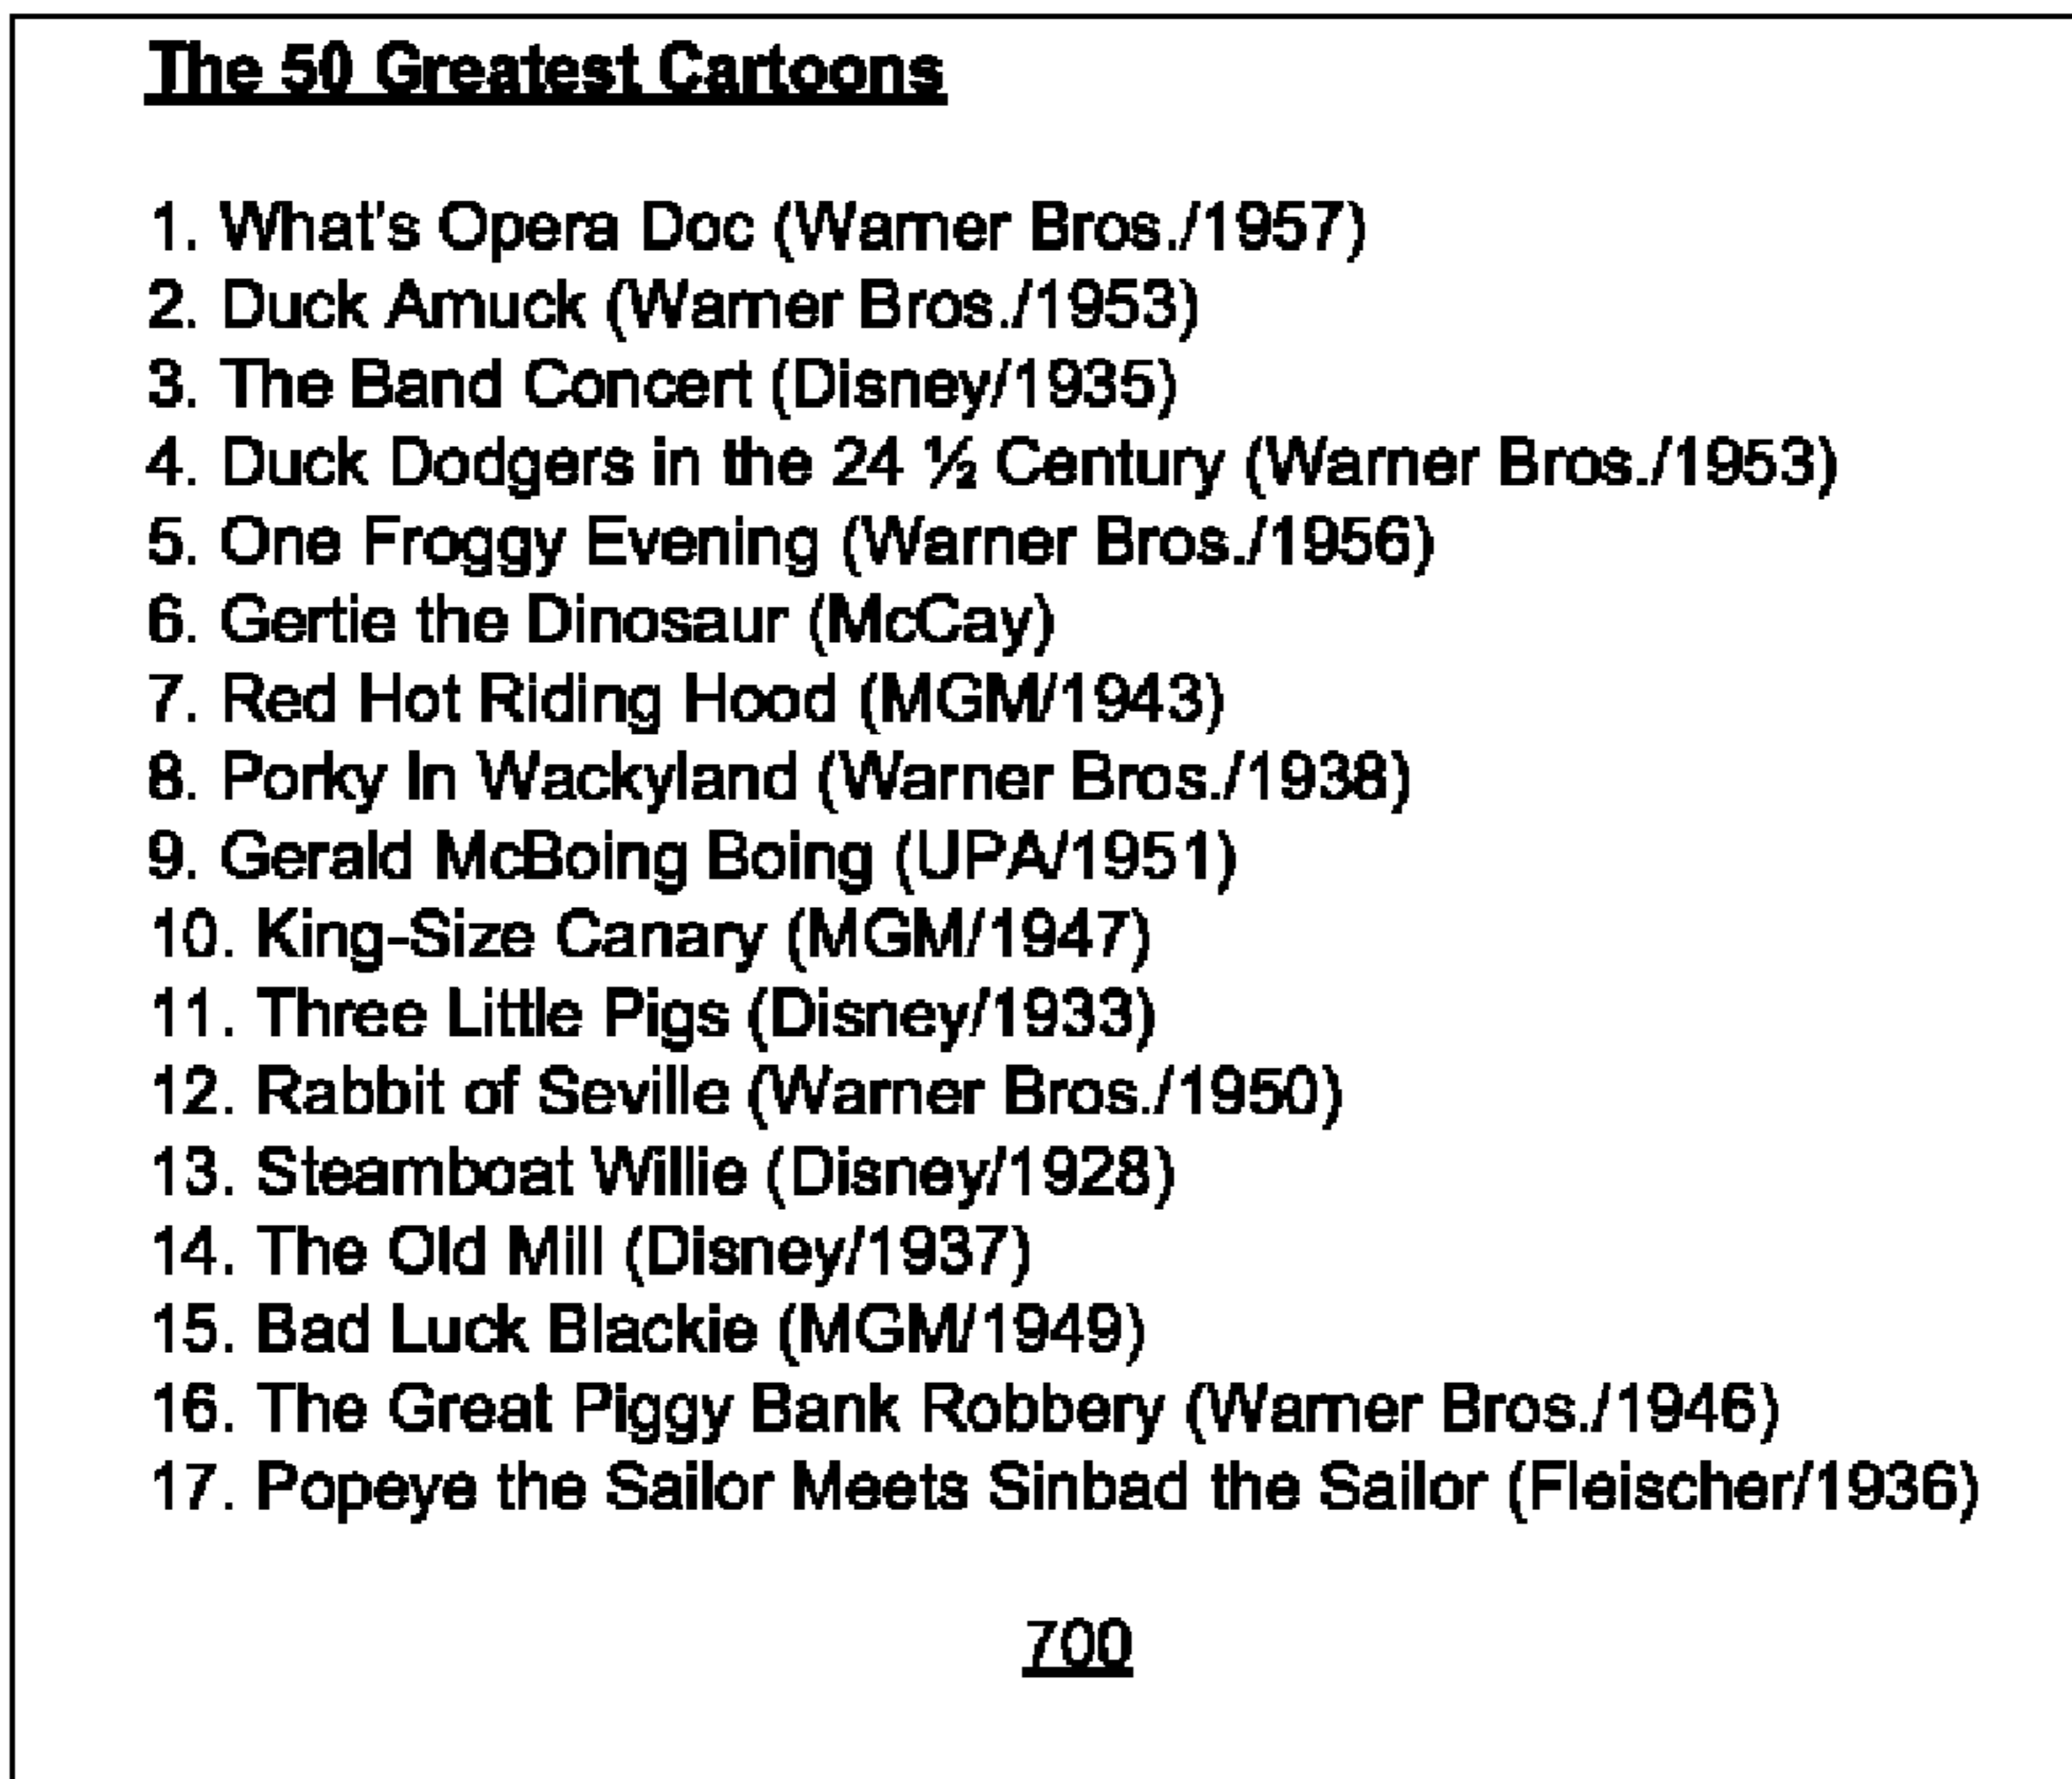 The 50 Greatest Cartoons
1. What's Opera Doc (Warner Bros./1957)
2. Duck Amuck (Warner Bros./1953)
3. The Band Concert (Disney/1935)
4. Duck Dodgers in the 24 ½ Century (Warner Bros./1953)
5. One Froggy Evening (Warner Bros./1956)
6. Gertie the Dinosaur (McCay)
7. Red Hot Riding Hood (MGM/1943)
8. Porky In Wackyland (Warner Bros./1938)
9. Gerald McBoing Boing (UPA/1951)
10. King-Size Canary (MGM/1947)
11. Three Little Pigs (Disney/1933)
12. Rabbit of Seville (Warner Bros./1950)
13. Steamboat Willie (Disney/1928)
14. The Old Mill (Disney/1937)
15. Bad Luck Blackie (MGM/1949)
16. The Great Piggy Bank Robbery (Warner Bros./1946)
17. Popeye the Sailor Meets Sinbad the Sailor (Fleischer/1936)
700